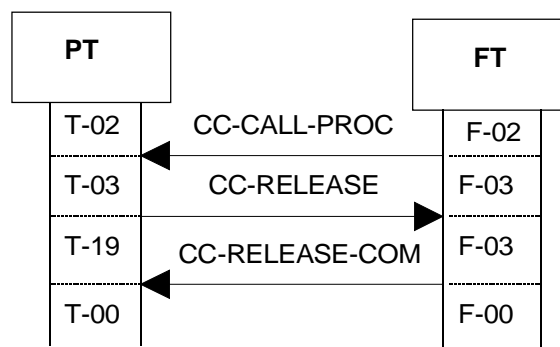 PT
FT
T-02 CC-CALL-PROC F-02
T-03 CC-RELEASE F-03
T-19 CC-RELEASE-COM F-03
T-00 F-00